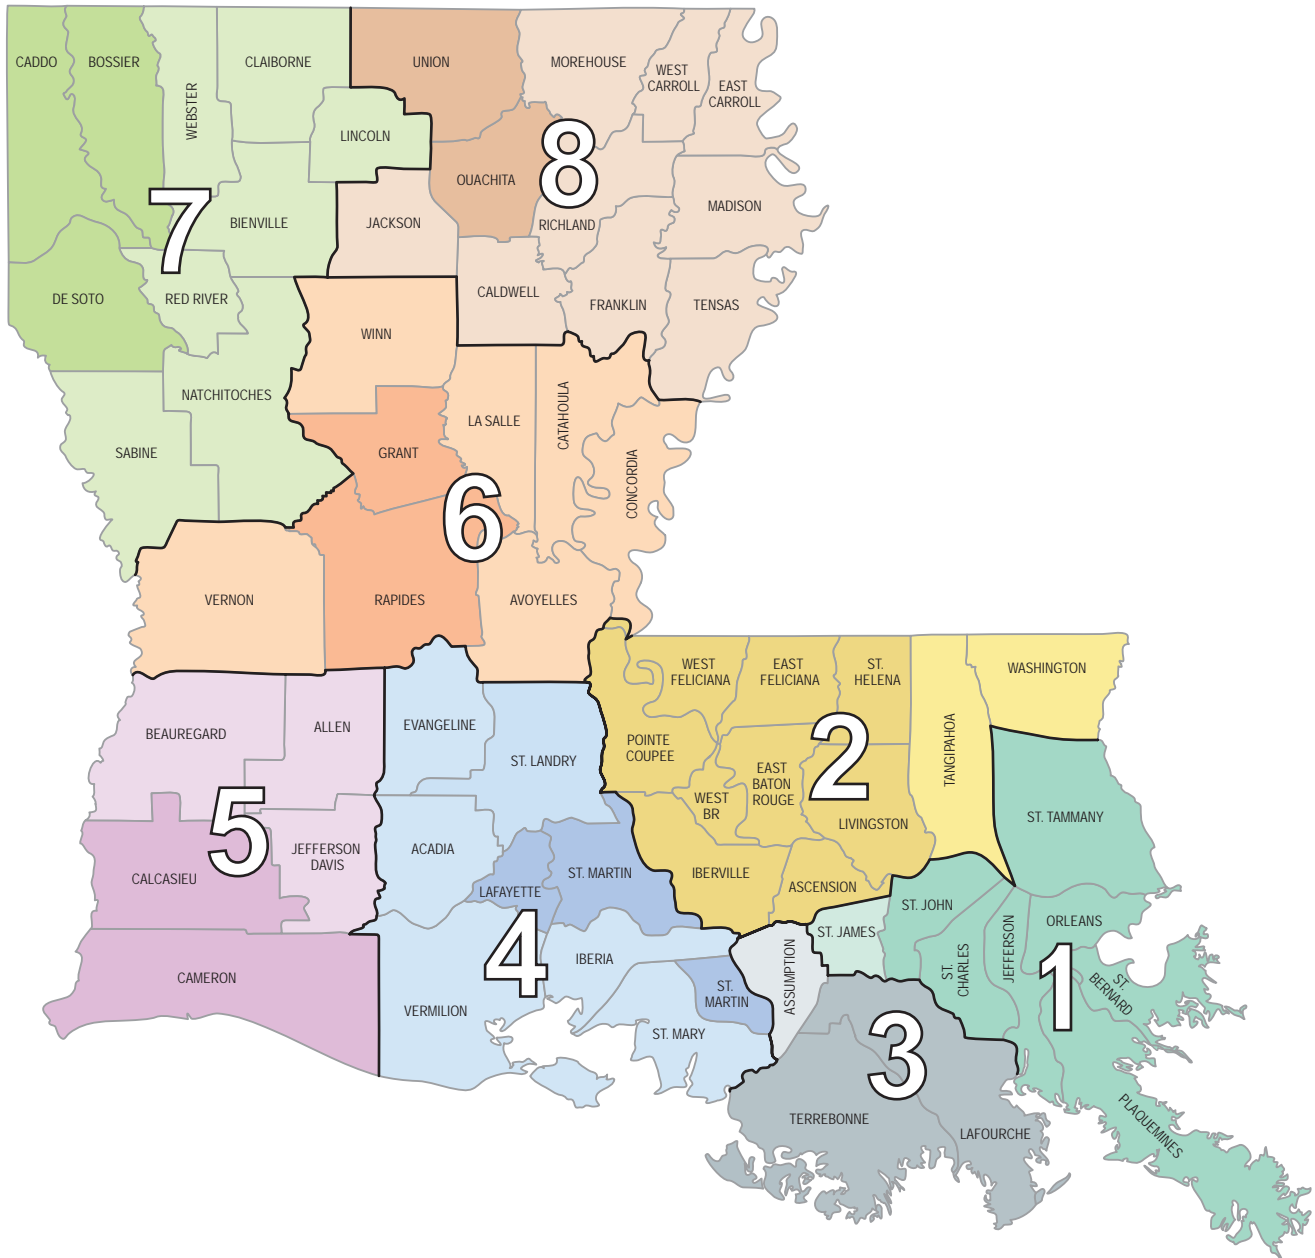 CADDO
BOSSIER
WEBSTER
CLAIBORNE
LINCOLN
UNION
MOREHOUSE
WEST
CARROLL
EAST
CARROLL
OUACHITA
8
RICHLAND
MADISON
7
BIENVILLE
JACKSON
DE SOTO
RED RIVER
CALDWELL
FRANKLIN
TENSAS
WINN
NATCHITOCHES
SABINE
GRANT
LA SALLE
CATAHOULA
CONCORDIA
6
VERNON
RAPIDES
AVOYELLES
BEAUREGARD
ALLEN
EVANGELINE
ST. LANDRY
POINTE
COUPEE
WEST
FELICIANA
EAST
FELICIANA
ST.
HELENA
TANGIPAHOA
WASHINGTON
2
WEST
BR
EAST
BATON
ROUGE
LIVINGSTON
ST. TAMMANY
5
CALCASIEU
JEFFERSON
DAVIS
ACADIA
LAFAYETTE
ST. MARTIN
IBERVILLE
ASCENSION
CAMERON
4
VERMILION
IBERIA
ST.
MARTIN
ST. MARY
ASSUMPTION
ST. JAMES
ST. JOHN
ST.
CHARLES
JEFFERSON
ORLEANS
1
ST.
BERNARD
3
TERREBONNE
LAFOURCHE
PLAQUEMINES